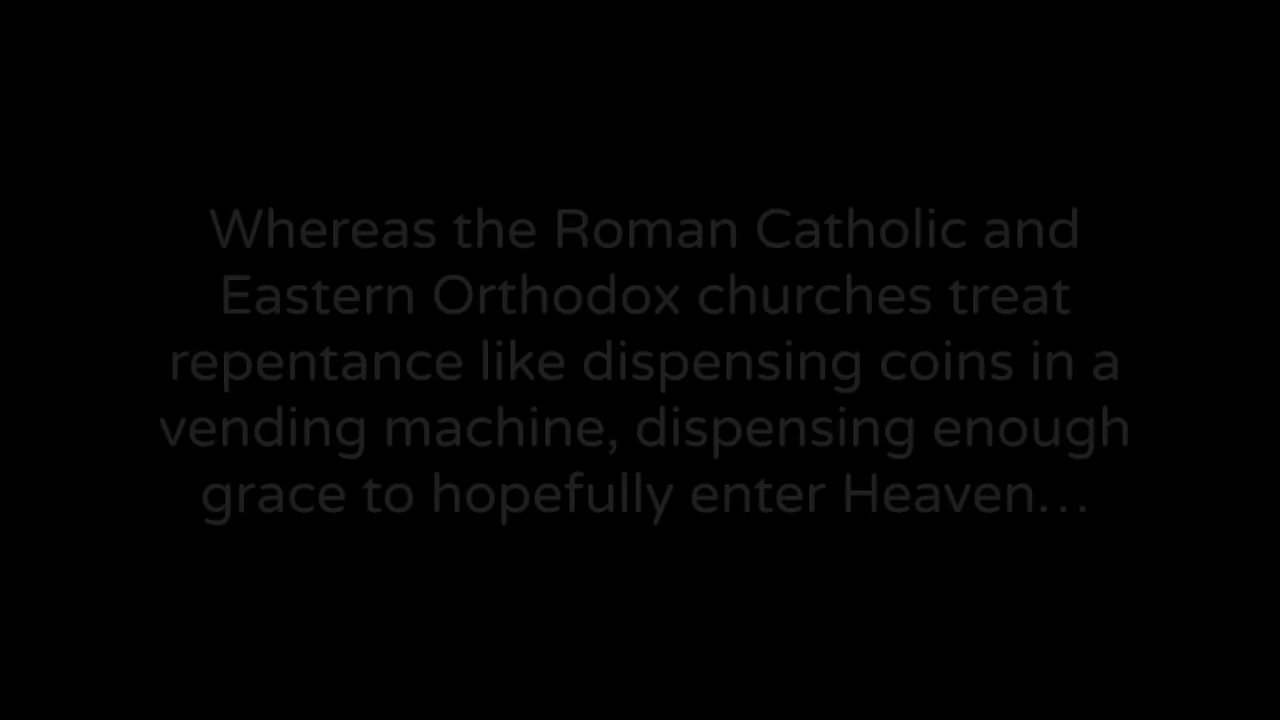 Whereas the Roman Catholic and
Eastern Orthodox churches treat
repentance like dispensing coins in a
vending machine, dispensing enough
grace to hopefully enter Heaven…